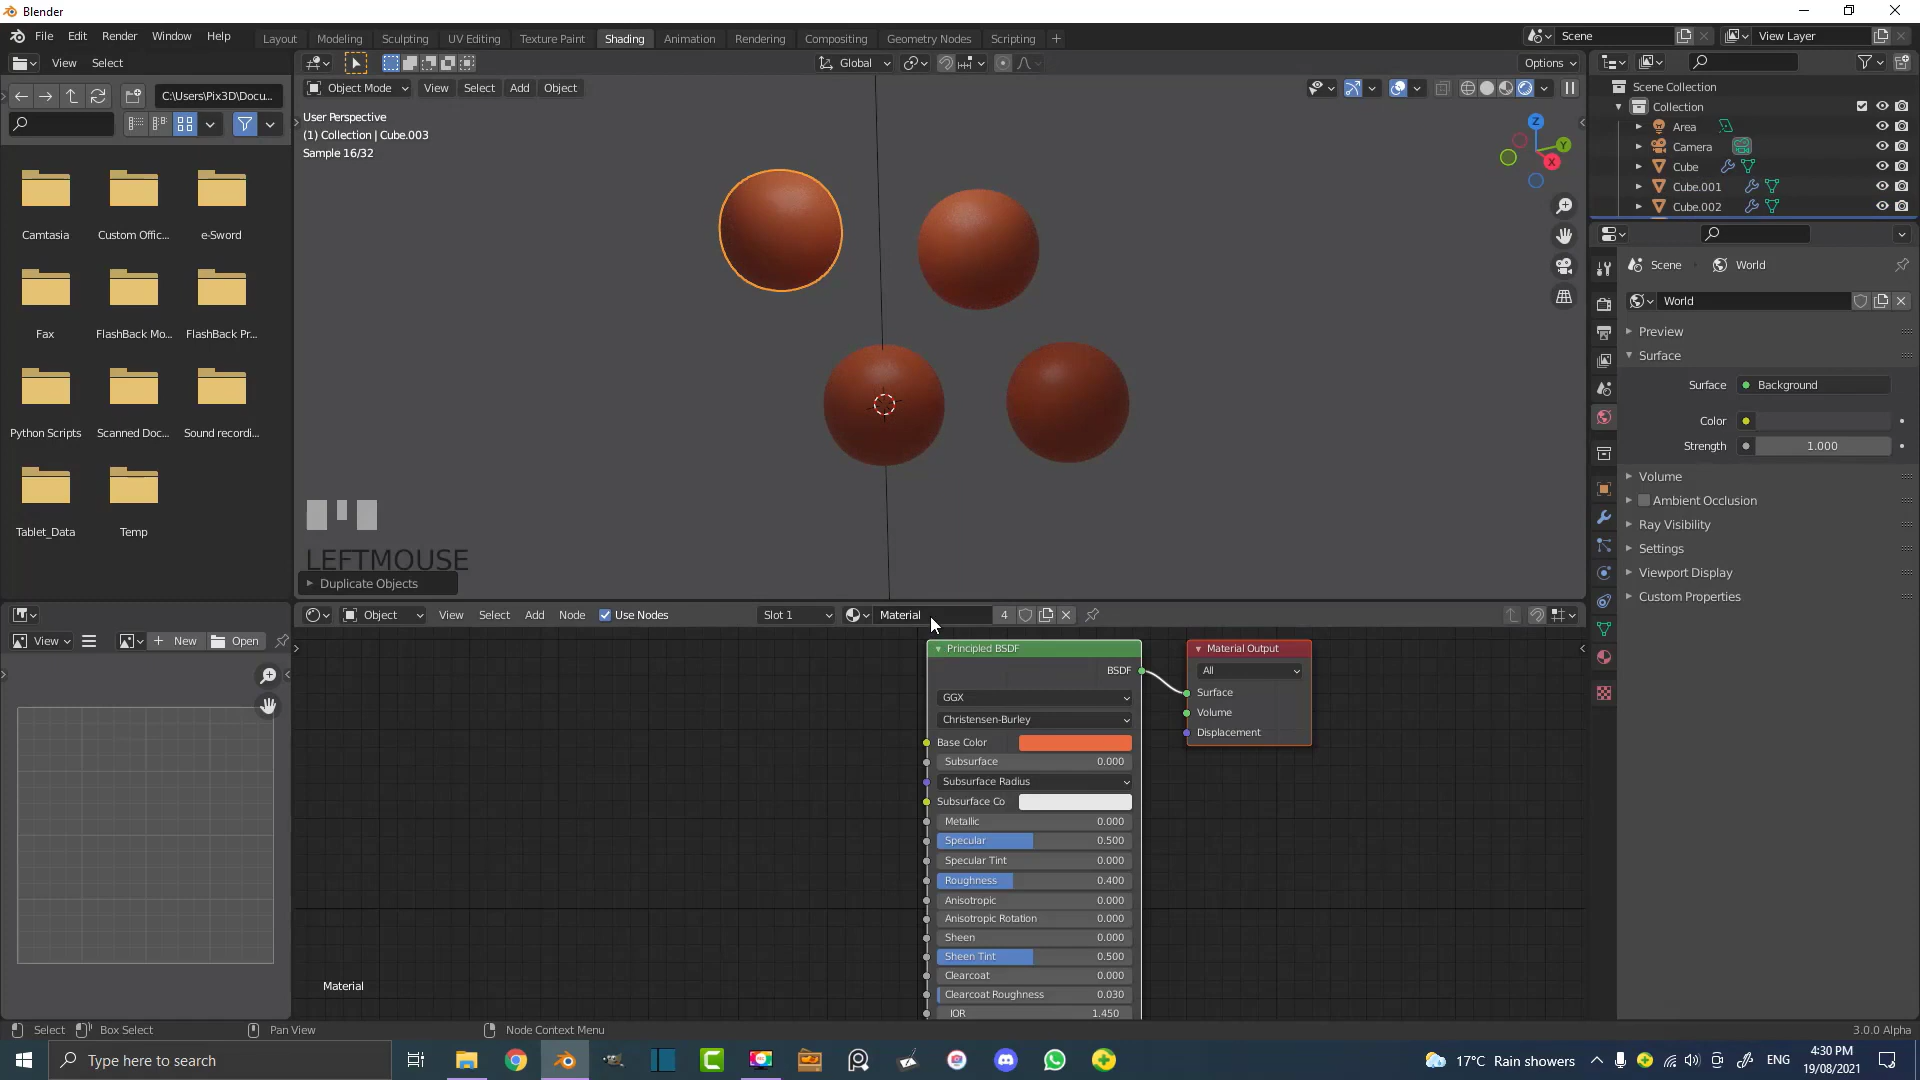 Blender
File Edit Render Window Help Layout Modeling Sculpting UV Editing Texture Paint Shading Animation Rendering Compositing Geometry Nodes Scripting + Scene View Layer
View Select Global Options
C:\Users\Pix3D\Docu... Object Mode View Select Add Object
User Perspective
(1) Collection | Cube.003
Sample 16/32
Z
Y
X
Scene Collection
Collection
Area
Camera
Cube
Cube.001
Cube.002
Camtasia Custom Offic... e-Sword
Fax FlashBack Mo... FlashBack Pr...
Python Scripts Scanned Doc... Sound recordi...
Tablet_Data Temp
LEFTMOUSE
Duplicate Objects
Scene World
World
Preview
Surface
Surface Background
Color
Strength 1.000
Volume
Ambient Occlusion
Ray Visibility
Settings
Viewport Display
Custom Properties
Object View Select Add Node Use Nodes Slot 1 Material 4
View New Open
Principled BSDF
BSDF
GGX
Christensen-Burley
Base Color
Subsurface 0.000
Subsurface Radius
Subsurface Co
Metallic 0.000
Specular 0.500
Specular Tint 0.000
Roughness 0.400
Anisotropic 0.000
Anisotropic Rotation 0.000
Sheen 0.000
Sheen Tint 0.500
Clearcoat 0.000
Clearcoat Roughness 0.030
IOR 1.450
Material Output
All
Surface
Volume
Displacement
Material
Select Box Select Pan View Node Context Menu 3.0.0 Alpha
Type here to search 17°C Rain showers ENG 4:30 PM
19/08/2021